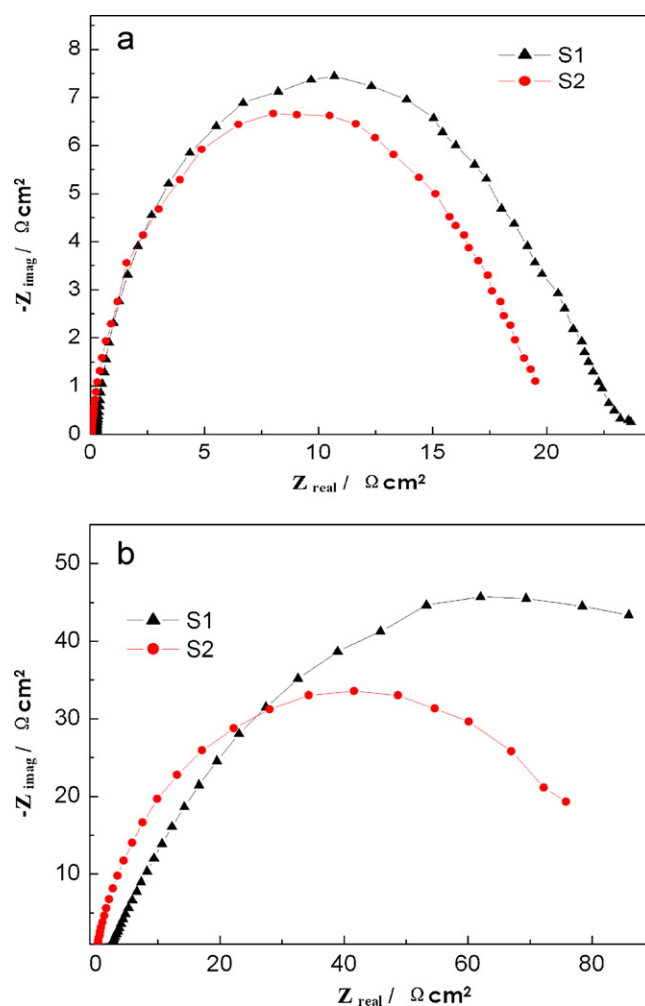 a
S1
S2
-Z imag / Ω cm²
8
7
6
5
4
3
2
1
0
0 5 10 15 20
Z real / Ω cm²
b
S1
S2
-Z imag / Ω cm²
50
40
30
20
10
0 20 40 60 80
Z real / Ω cm²